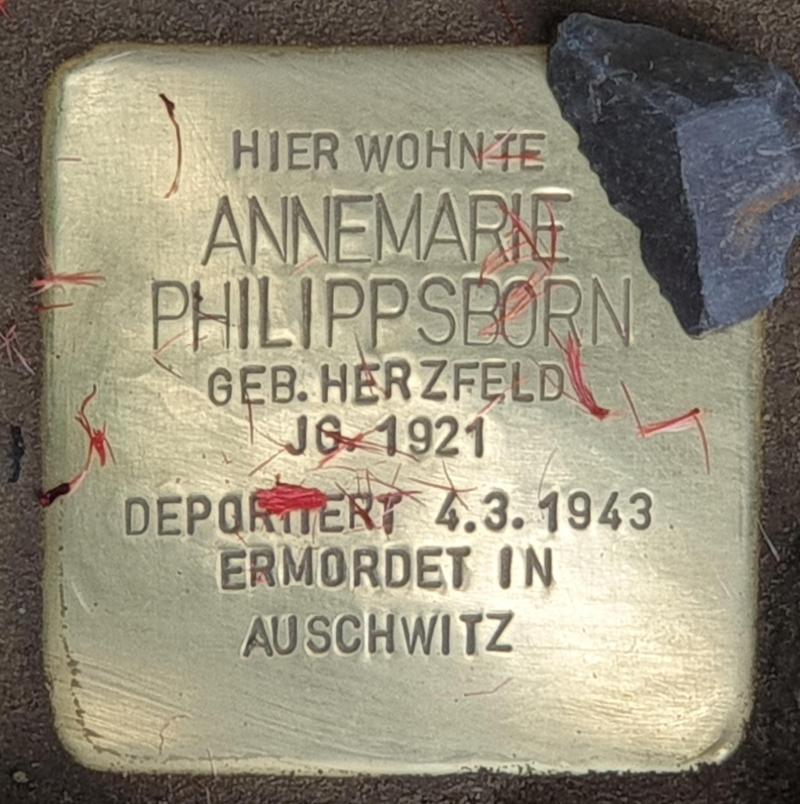 HIER WOHNTE
ANNEMARIE
PHILIPPSBORN
GEB. HERZFELD
JG. 1921
DEPORTIERT 4.3.1943
ERMORDET IN
AUSCHWITZ